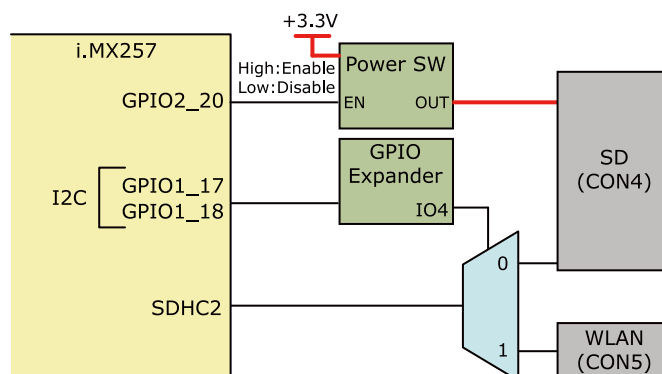 +3.3V
i.MX257
High:Enable
Low:Disable
Power SW
GPIO2_20
EN
OUT
GPIO
Expander
SD
(CON4)
I2C
GPIO1_17
GPIO1_18
IO4
0
SDHC2
1
WLAN
(CON5)